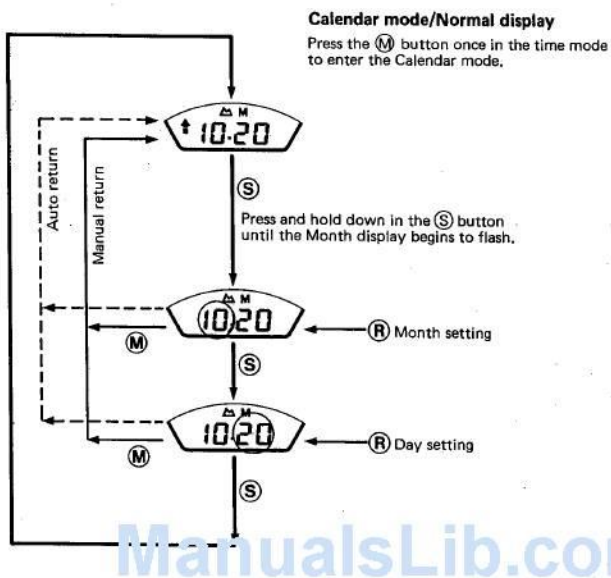 Calendar mode/Normal display
Press the Ⓜ button once in the time mode
to enter the Calendar mode.
M
10·20
Auto return
Manual return
Ⓢ
Press and hold down in the Ⓢ button
until the Month display begins to flash.
M
10·20
Ⓜ
Ⓡ Month setting
Ⓢ
M
10·20
Ⓜ
Ⓡ Day setting
Ⓢ
ManualsLib.co